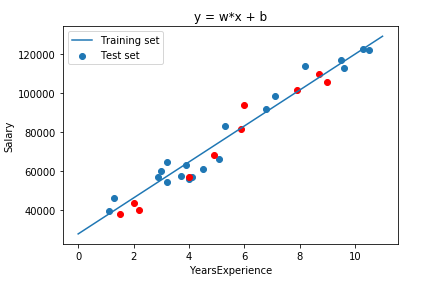 y = w*x + b
Training set
Test set
120000
100000
80000
60000
40000
Salary
0 2 4 6 8 10
YearsExperience